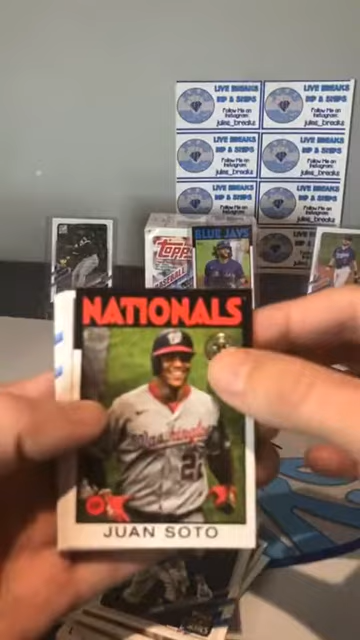 LIVE BREAKS
RIP & SHIPS
Follow Me on
Instagram:
jules_breaks
LIVE BREAKS
RIP & SHIPS
Follow Me on
Instagram:
jules_breaks
LIVE BREAKS
RIP & SHIPS
Follow Me on
Instagram:
jules_breaks
LIVE BREAKS
RIP & SHIPS
Follow Me on
Instagram:
jules_breaks
LIVE BREAKS
RIP & SHIPS
Follow Me on
Instagram:
jules_breaks
LIVE BREAKS
RIP & SHIPS
Follow Me on
Instagram:
jules_breaks
Topps
BASEBALL
BLUE JAYS
NATIONALS
Washington
JUAN SOTO